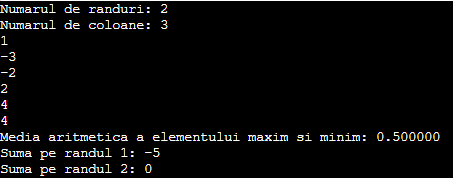 Numarul de randuri: 2
Numarul de coloane: 3
1
-3
-2
2
4
4
Media aritmetica a elementului maxim si minim: 0.500000
Suma pe randul 1: -5
Suma pe randul 2: 0